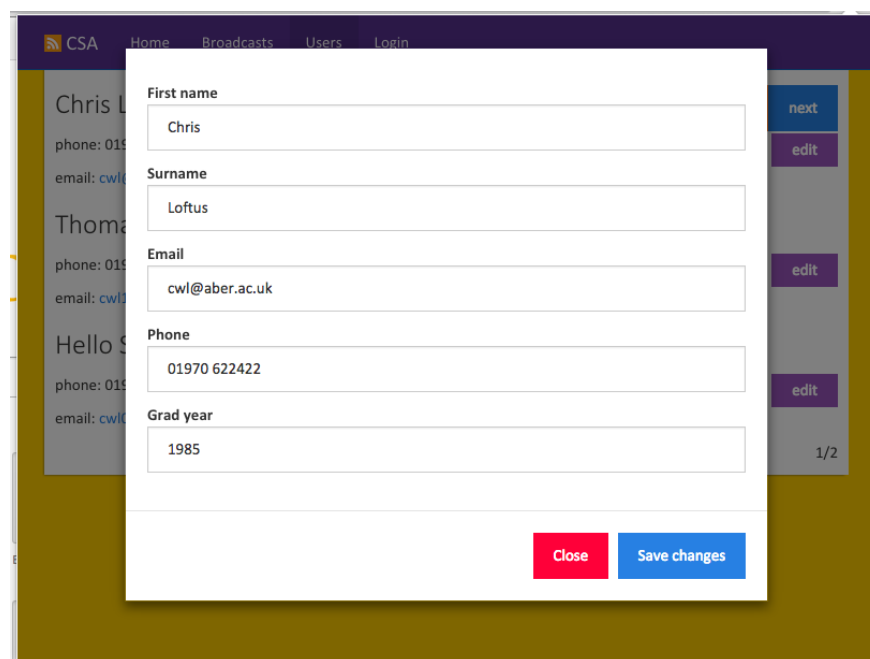 CSA Home Broadcasts Users Login
First name
Chris
Surname
Loftus
Email
cwl@aber.ac.uk
Phone
01970 622422
Grad year
1985
Close Save changes
Chris L
next
phone: 019
edit
email: cwl
Thoma
phone: 019
edit
email: cwl1
Hello S
phone: 019
edit
email: cwl
1/2